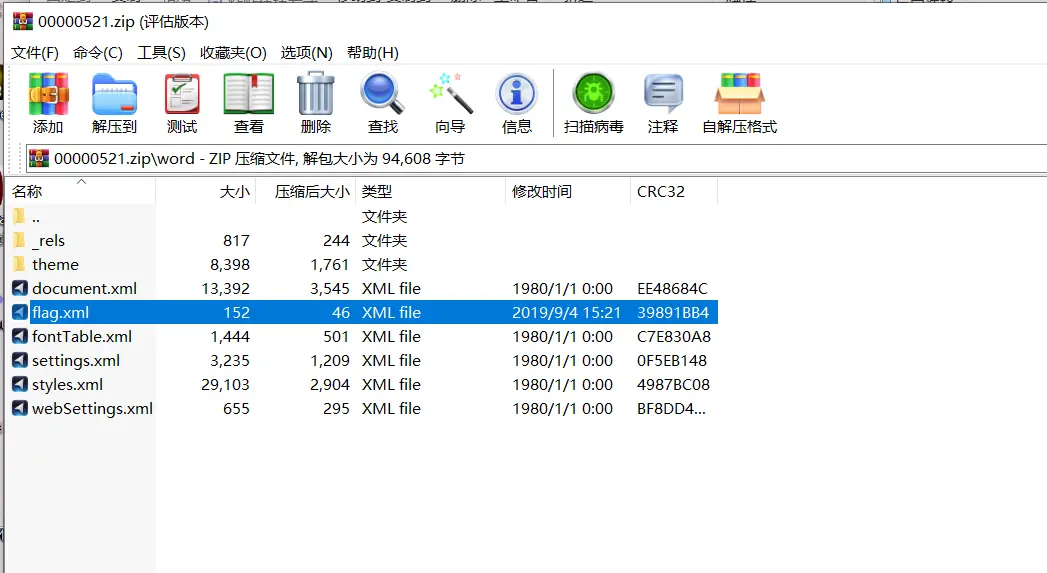 00000521.zip (评估版本)
文件(F) 命令(C) 工具(S) 收藏夹(O) 选项(N) 帮助(H)
添加 解压到 测试 查看 删除 查找 向导 信息 扫描病毒 注释 自解压格式
00000521.zip\word - ZIP 压缩文件, 解包大小为 94,608 字节
名称 大小 压缩后大小 类型 修改时间 CRC32
.. 文件夹
_rels 817 244 文件夹
theme 8,398 1,761 文件夹
document.xml 13,392 3,545 XML file 1980/1/1 0:00 EE48684C
flag.xml 152 46 XML file 2019/9/4 15:21 39891BB4
fontTable.xml 1,444 501 XML file 1980/1/1 0:00 C7E830A8
settings.xml 3,235 1,209 XML file 1980/1/1 0:00 0F5EB148
styles.xml 29,103 2,904 XML file 1980/1/1 0:00 4987BC08
webSettings.xml 655 295 XML file 1980/1/1 0:00 BF8DD4...